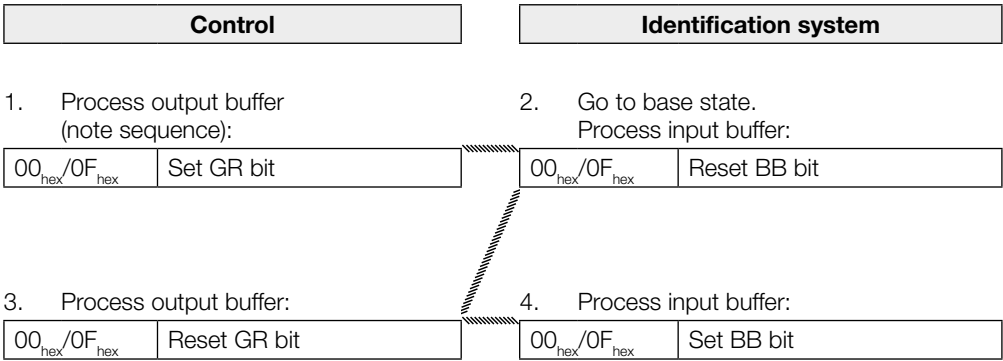 Control
Identification system
1. Process output buffer
(note sequence):
00hex/0Fhex Set GR bit
2. Go to base state.
Process input buffer:
00hex/0Fhex Reset BB bit
3. Process output buffer:
00hex/0Fhex Reset GR bit
4. Process input buffer:
00hex/0Fhex Set BB bit